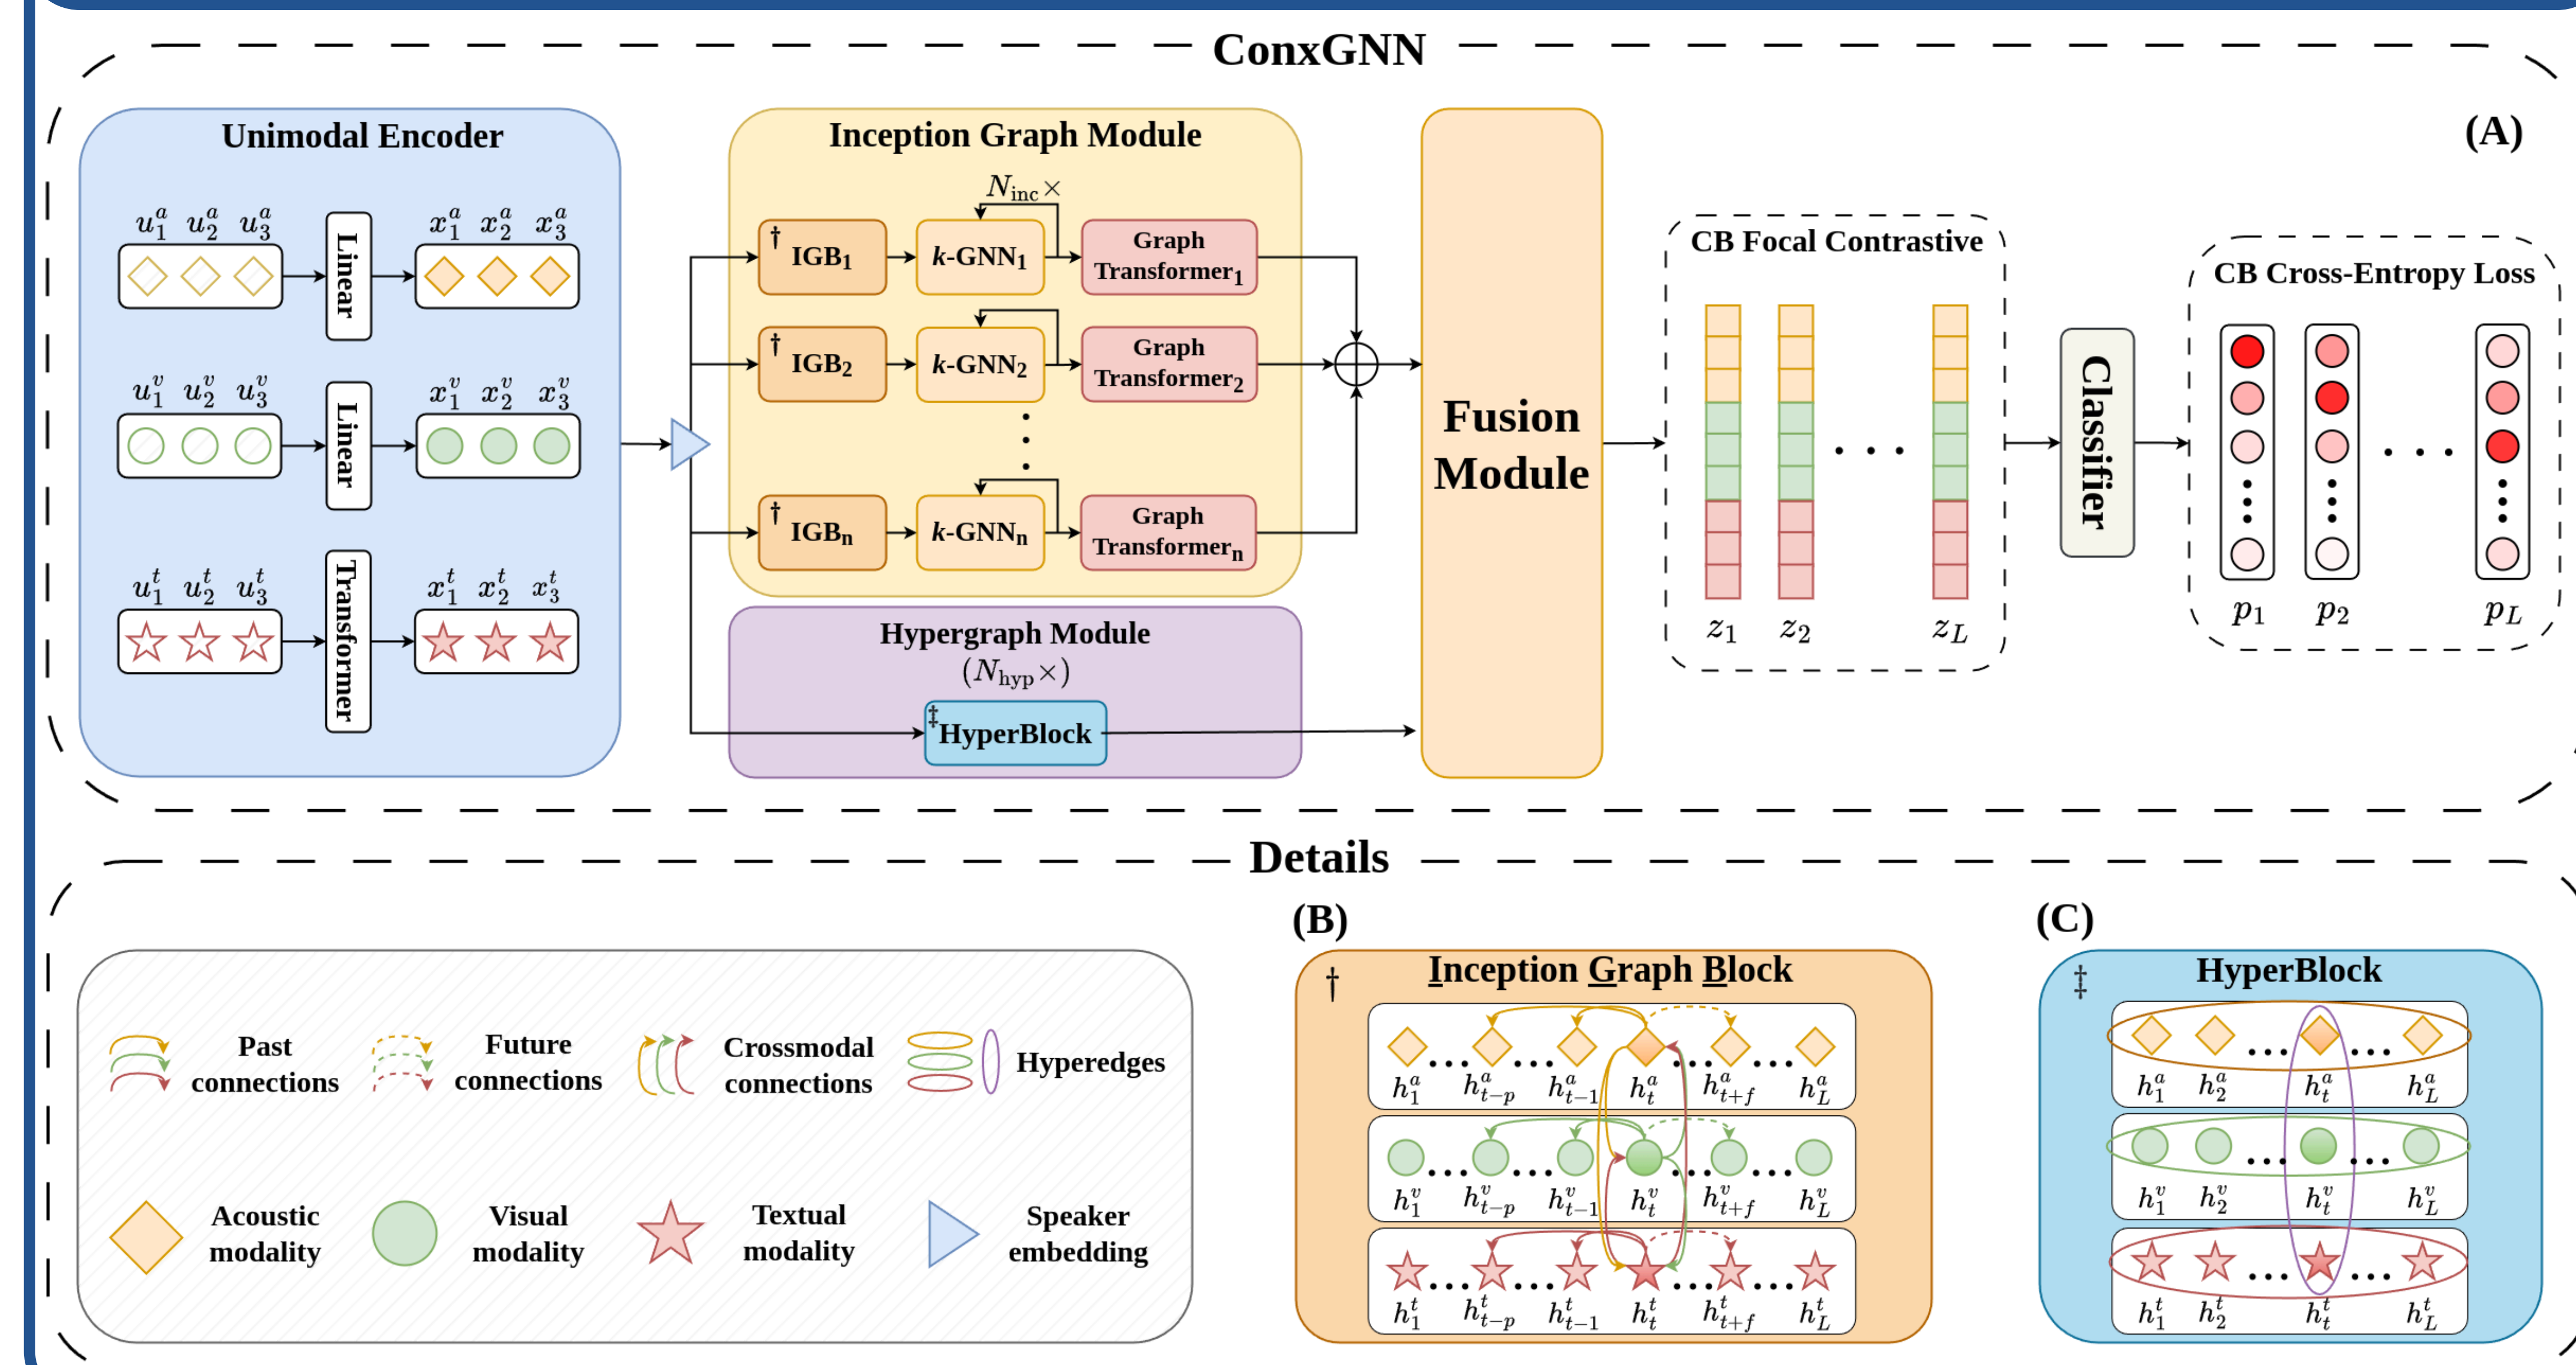 ConxGNN
(A)
Unimodal Encoder
u₁ᵃ u₂ᵃ u₃ᵃ
Linear
x₁ᵃ x₂ᵃ x₃ᵃ
u₁ᵛ u₂ᵛ u₃ᵛ
Linear
x₁ᵛ x₂ᵛ x₃ᵛ
u₁ᵗ u₂ᵗ u₃ᵗ
Transformer
x₁ᵗ x₂ᵗ x₃ᵗ
Inception Graph Module
N_inc×
† IGB₁
k-GNN₁
Graph
Transformer₁
† IGB₂
k-GNN₂
Graph
Transformer₂
† IGBₙ
k-GNNₙ
Graph
Transformerₙ
Hypergraph Module
(N_hyp×)
‡HyperBlock
Fusion
Module
CB Focal Contrastive
z₁ z₂ ... z_L
Classifier
CB Cross-Entropy Loss
p₁ p₂ ... p_L
Details
Past
connections
Future
connections
Crossmodal
connections
Hyperedges
Acoustic
modality
Visual
modality
Textual
modality
Speaker
embedding
(B)
† Inception Graph Block
h₁ᵃ h_{t-p}ᵃ h_{t-1}ᵃ h_tᵃ h_{t+f}ᵃ h_Lᵃ
h₁ᵛ h_{t-p}ᵛ h_{t-1}ᵛ h_tᵛ h_{t+f}ᵛ h_Lᵛ
h₁ᵗ h_{t-p}ᵗ h_{t-1}ᵗ h_tᵗ h_{t+f}ᵗ h_Lᵗ
(C)
‡ HyperBlock
h₁ᵃ h₂ᵃ h_tᵃ h_Lᵃ
h₁ᵛ h₂ᵛ h_tᵛ h_Lᵛ
h₁ᵗ h₂ᵗ h_tᵗ h_Lᵗ